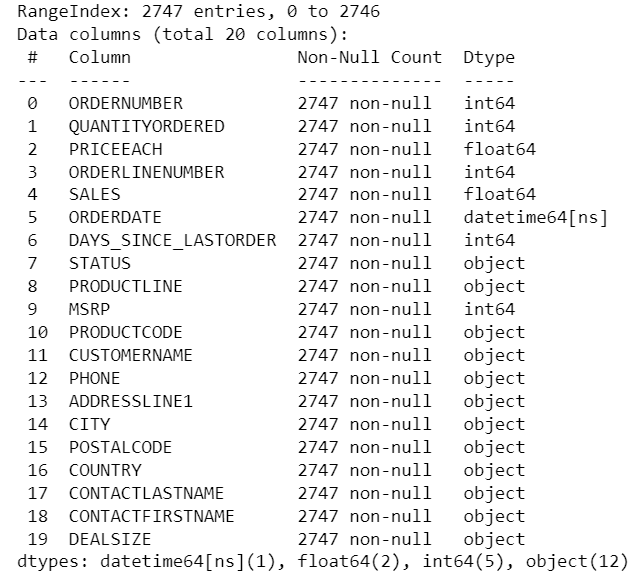 RangeIndex: 2747 entries, 0 to 2746
Data columns (total 20 columns):
 #   Column                Non-Null Count  Dtype
---  ------                --------------  -----
 0   ORDERNUMBER           2747 non-null   int64
 1   QUANTITYORDERED       2747 non-null   int64
 2   PRICEEACH             2747 non-null   float64
 3   ORDERLINENUMBER       2747 non-null   int64
 4   SALES                 2747 non-null   float64
 5   ORDERDATE             2747 non-null   datetime64[ns]
 6   DAYS_SINCE_LASTORDER  2747 non-null   int64
 7   STATUS                2747 non-null   object
 8   PRODUCTLINE           2747 non-null   object
 9   MSRP                  2747 non-null   int64
 10  PRODUCTCODE           2747 non-null   object
 11  CUSTOMERNAME          2747 non-null   object
 12  PHONE                 2747 non-null   object
 13  ADDRESSLINE1          2747 non-null   object
 14  CITY                  2747 non-null   object
 15  POSTALCODE            2747 non-null   object
 16  COUNTRY               2747 non-null   object
 17  CONTACTLASTNAME       2747 non-null   object
 18  CONTACTFIRSTNAME      2747 non-null   object
 19  DEALSIZE              2747 non-null   object
dtypes: datetime64[ns](1), float64(2), int64(5), object(12)